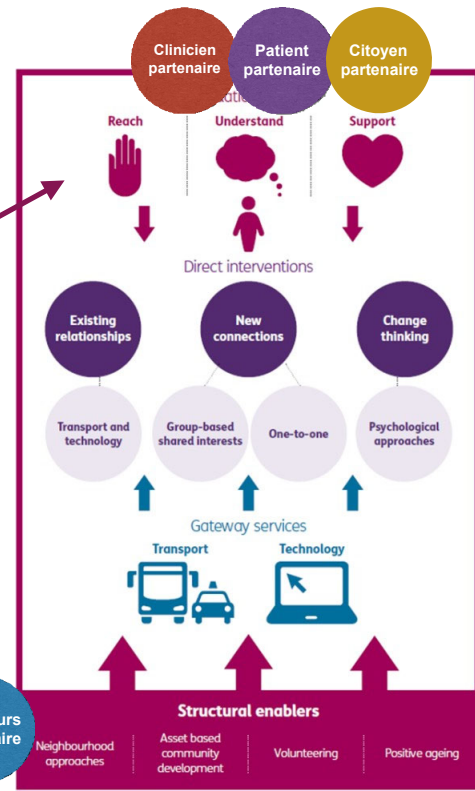 Clinicien
partenaire
Patient
partenaire
Citoyen
partenaire
Reach
Understand
Support
Direct interventions
Existing
relationships
New
connections
Change
thinking
Transport and
technology
Group-based
shared interests
One-to-one
Psychological
approaches
Gateway services
Transport
Technology
Structural enablers
Neighbourhood
approaches
Asset based
community
development
Volunteering
Positive ageing